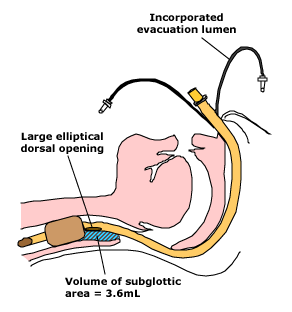 Incorporated
evacuation lumen
Large elliptical
dorsal opening
Volume of subglottic
area = 3.6mL